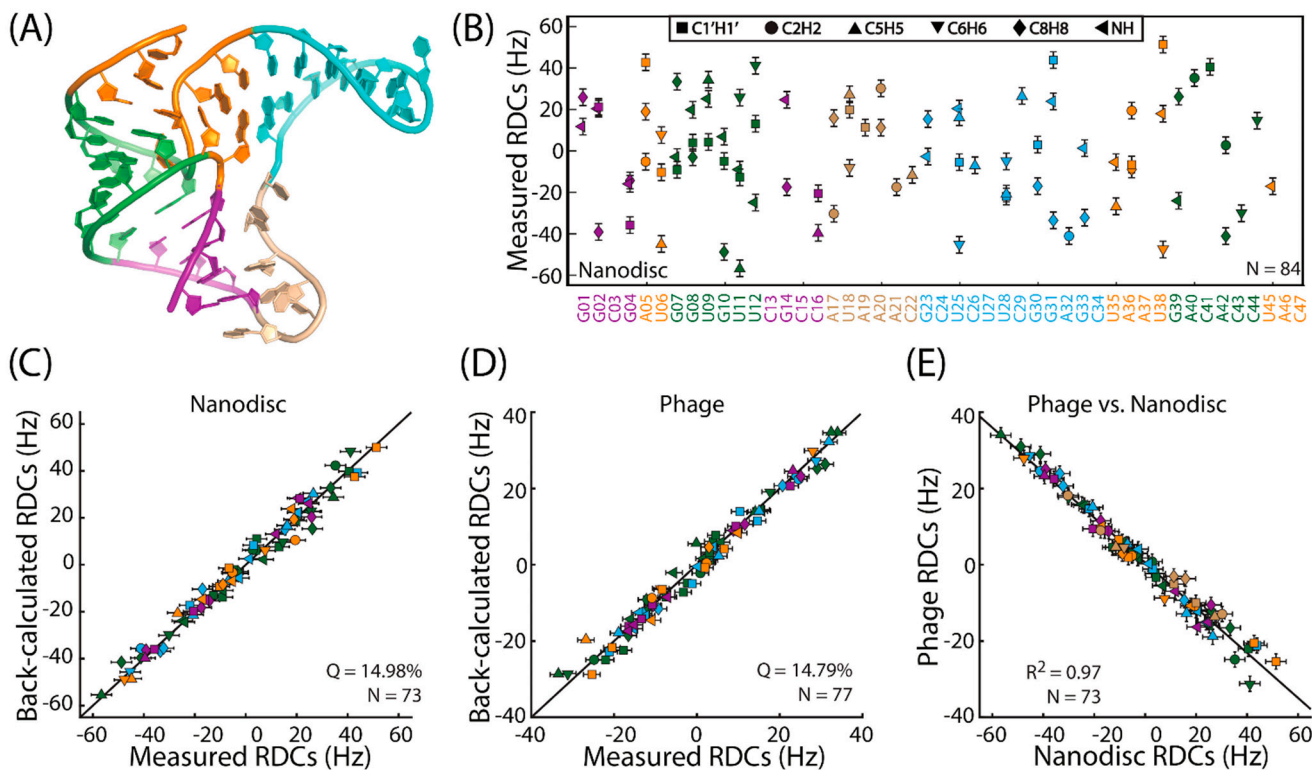 (A)
(B)
■ C1'H1' ● C2H2 ▲ C5H5 ▼ C6H6 ◆ C8H8 ◀ NH
Measured RDCs (Hz)
60
40
20
0
-20
-40
-60
Nanodisc
N = 84
G01 G02 C03 G04 A05 U06 G07 G08 U09 G10 U11 U12 C13 G14 C15 C16 A17 U18 A19 A20 A21 C22 G23 C24 U25 C26 U27 U28 C29 G30 G31 A32 G33 C34 U35 A36 A37 U38 G39 A40 C41 A42 C43 C44 U45 A46 C47
(C)
Nanodisc
Back-calculated RDCs (Hz)
60
40
20
0
-20
-40
-60
Q = 14.98%
N = 73
-60 -40 -20 0 20 40 60
Measured RDCs (Hz)
(D)
Phage
Back-calculated RDCs (Hz)
40
20
0
-20
-40
Q = 14.79%
N = 77
-40 -20 0 20 40
Measured RDCs (Hz)
(E)
Phage vs. Nanodisc
Phage RDCs (Hz)
40
20
0
-20
-40
R² = 0.97
N = 73
-60 -40 -20 0 20 40 60
Nanodisc RDCs (Hz)